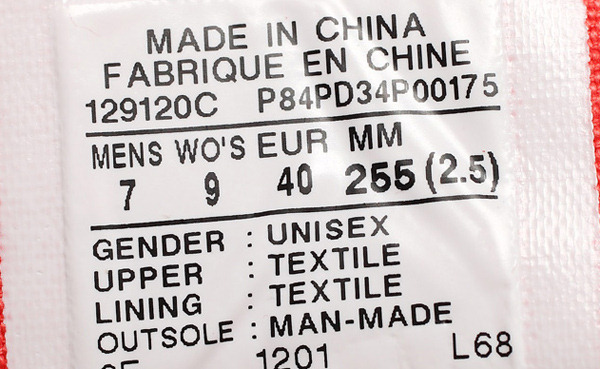 MADE IN CHINA
FABRIQUE EN CHINE
129120C P84PD34P00175
MENS WO'S EUR MM
7 9 40 255 (2.5)
GENDER : UNISEX
UPPER : TEXTILE
LINING : TEXTILE
OUTSOLE : MAN-MADE
1201 L68